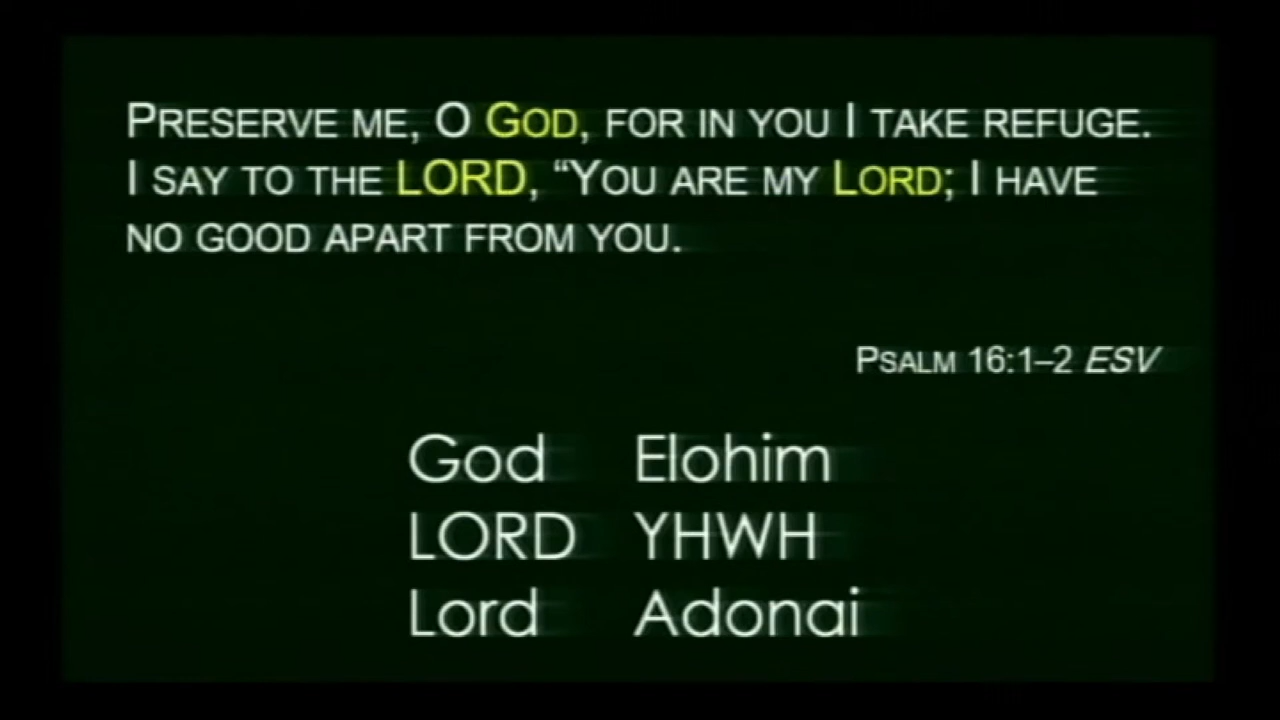 PRESERVE ME, O GOD, FOR IN YOU I TAKE REFUGE.
I SAY TO THE LORD, “YOU ARE MY LORD; I HAVE
NO GOOD APART FROM YOU.
PSALM 16:1–2 ESV
God Elohim
LORD YHWH
Lord Adonai